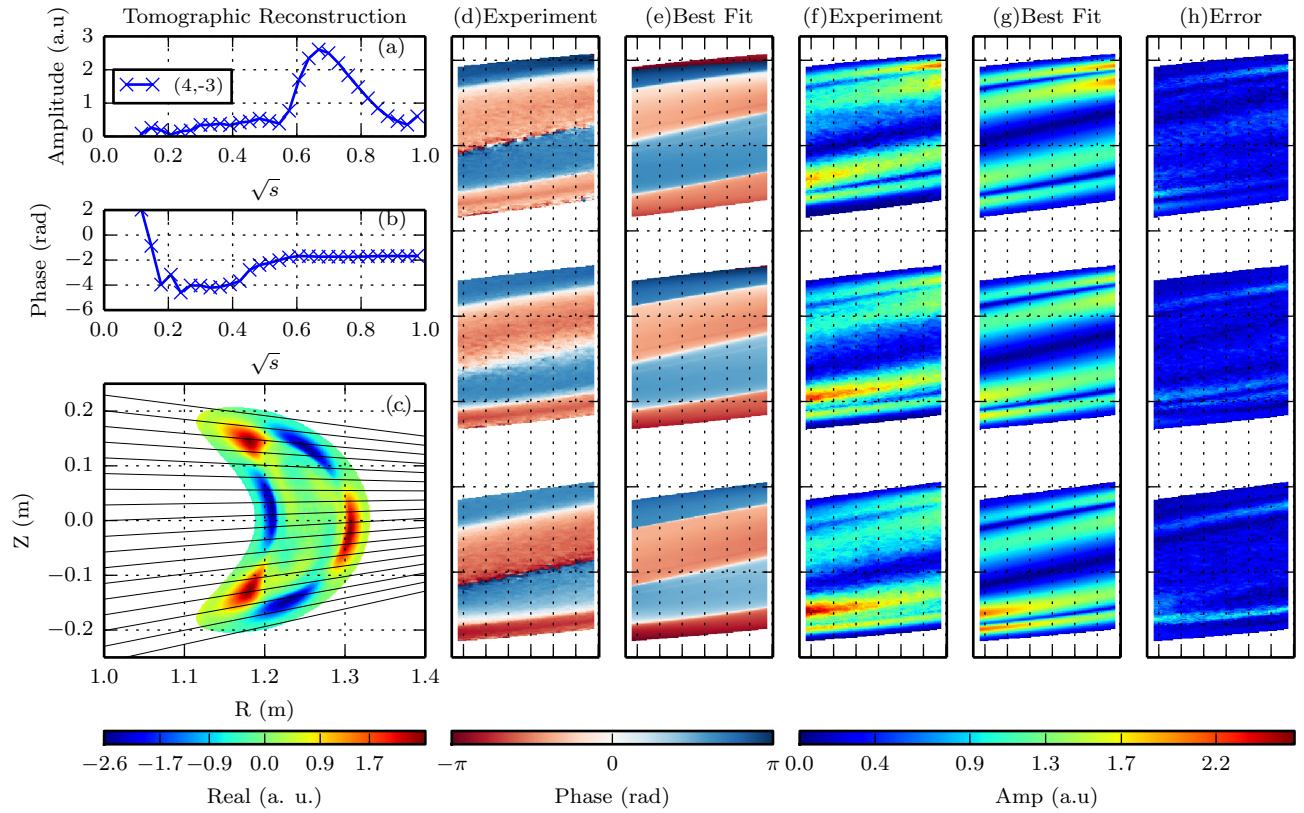 Tomographic Reconstruction
(d)Experiment
(e)Best Fit
(f)Experiment
(g)Best Fit
(h)Error
Amplitude (a.u)
3
2
1
0
(a)
(4,-3)
0.0 0.2 0.4 0.6 0.8 1.0
√s
Phase (rad)
2
0
−2
−4
−6
(b)
0.0 0.2 0.4 0.6 0.8 1.0
√s
Z (m)
0.2
0.1
0.0
−0.1
−0.2
(c)
1.0 1.1 1.2 1.3 1.4
R (m)
−2.6 −1.7 −0.9 0.0 0.9 1.7
Real (a. u.)
−π 0 π
Phase (rad)
0.0 0.4 0.9 1.3 1.7 2.2
Amp (a.u)